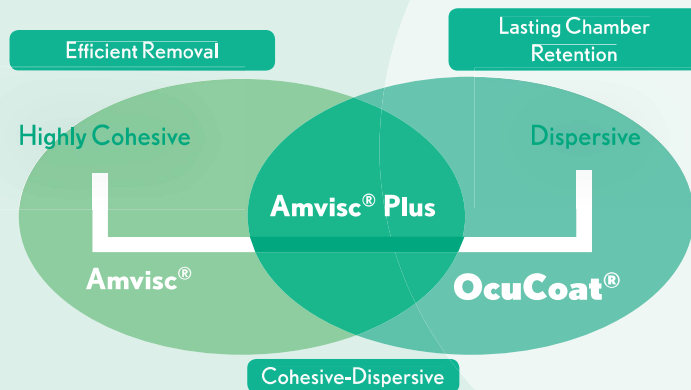 Efficient Removal
Lasting Chamber
Retention
Highly Cohesive
Dispersive
Amvisc® Plus
Amvisc®
OcuCoat®
Cohesive-Dispersive